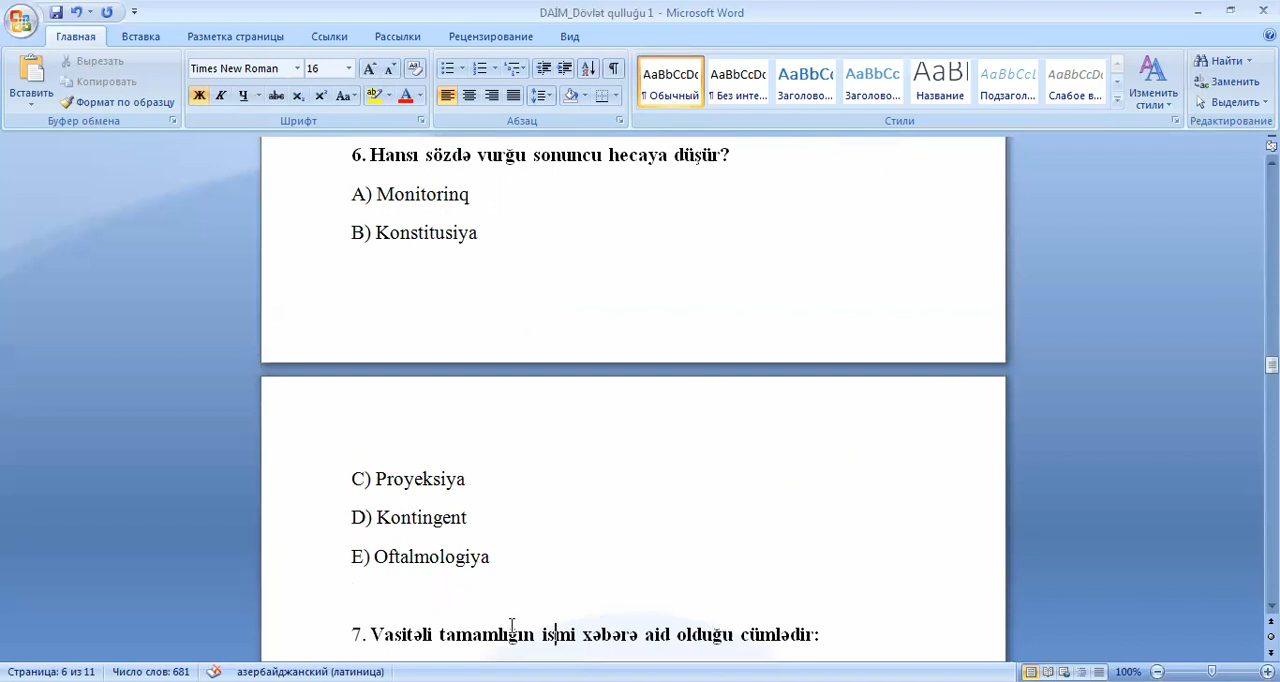 DAİM_Dövlət qulluğu 1 - Microsoft Word
Главная Вставка Разметка страницы Ссылки Рассылки Рецензирование Вид
Вставить
Вырезать
Копировать
Формат по образцу
Буфер обмена
Times New Roman 16
Ж К Ч abc x₂ x² Aa
Шрифт
Абзац
AaBbCcDc AaBbCcDc AaBbCc AaBbCc AaBl AaBbCcL AaBbCcDc
¶ Обычный ¶ Без инте... Заголово... Заголово... Название Подзагол... Слабое в...
Изменить стили
Стили
Найти
Заменить
Выделить
Редактирование
6. Hansı sözdə vurğu sonuncu hecaya düşür?
A) Monitorinq
B) Konstitusiya
C) Proyeksiya
D) Kontingent
E) Oftalmologiya
7. Vasitəli tamamlığın ismi xəbərə aid olduğu cümlədir:
Страница: 6 из 11 Число слов: 681 азербайджанский (латиница) 100%